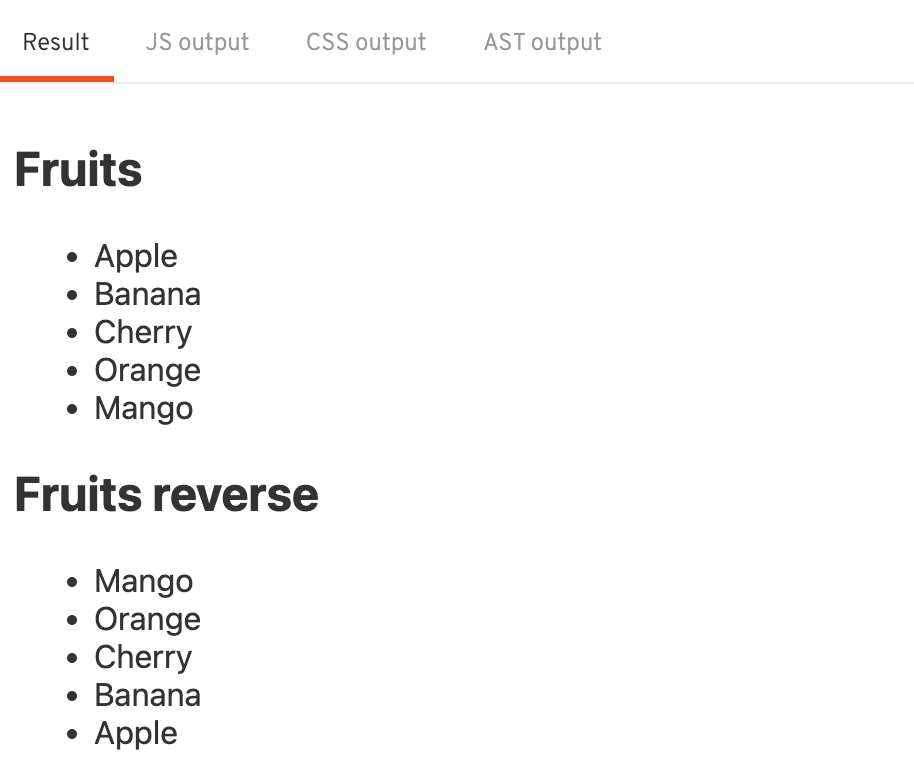 Result JS output CSS output AST output
Fruits
Apple
Banana
Cherry
Orange
Mango
Fruits reverse
Mango
Orange
Cherry
Banana
Apple